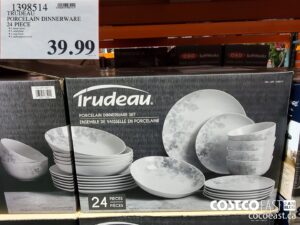 1398514
TRUDEAU
PORCELAIN DINNERWARE
24 PIECE
39.99
Trudeau
PORCELAIN DINNERWARE SET
ENSEMBLE DE VAISSELLE EN PORCELAINE
24 PIECES
PIÈCES
COSTCO EAST
cocoeast.ca